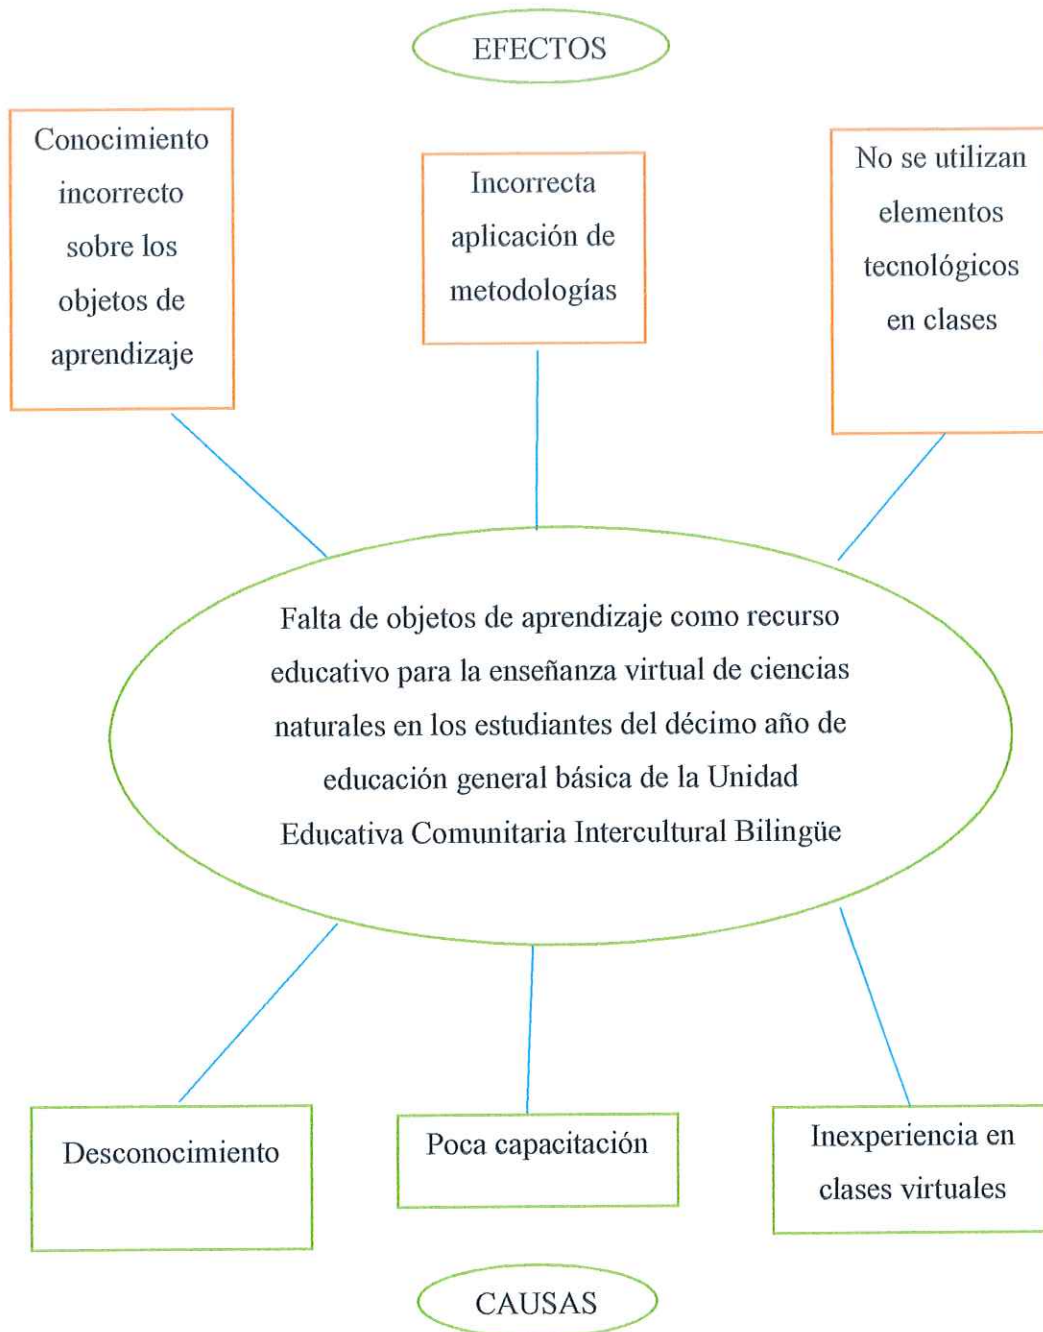 EFECTOS
Conocimiento
incorrecto
sobre los
objetos de
aprendizaje
Incorrecta
aplicación de
metodologías
No se utilizan
elementos
tecnológicos
en clases
Falta de objetos de aprendizaje como recurso
educativo para la enseñanza virtual de ciencias
naturales en los estudiantes del décimo año de
educación general básica de la Unidad
Educativa Comunitaria Intercultural Bilingüe
Desconocimiento
Poca capacitación
Inexperiencia en
clases virtuales
CAUSAS